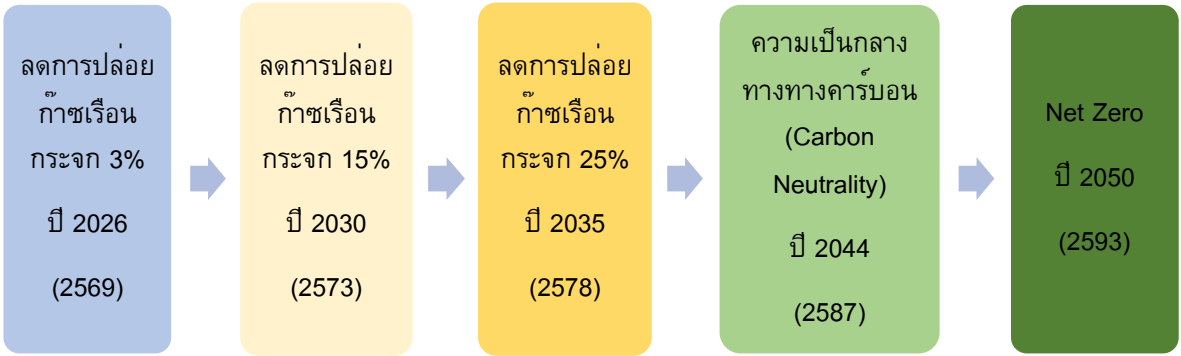 ลดการปล่อย
ก๊าซเรือน
กระจก 3%
ปี 2026
(2569)
ลดการปล่อย
ก๊าซเรือน
กระจก 15%
ปี 2030
(2573)
ลดการปล่อย
ก๊าซเรือน
กระจก 25%
ปี 2035
(2578)
ความเป็นกลาง
ทางทางคาร์บอน
(Carbon
Neutrality)
ปี 2044
(2587)
Net Zero
ปี 2050
(2593)